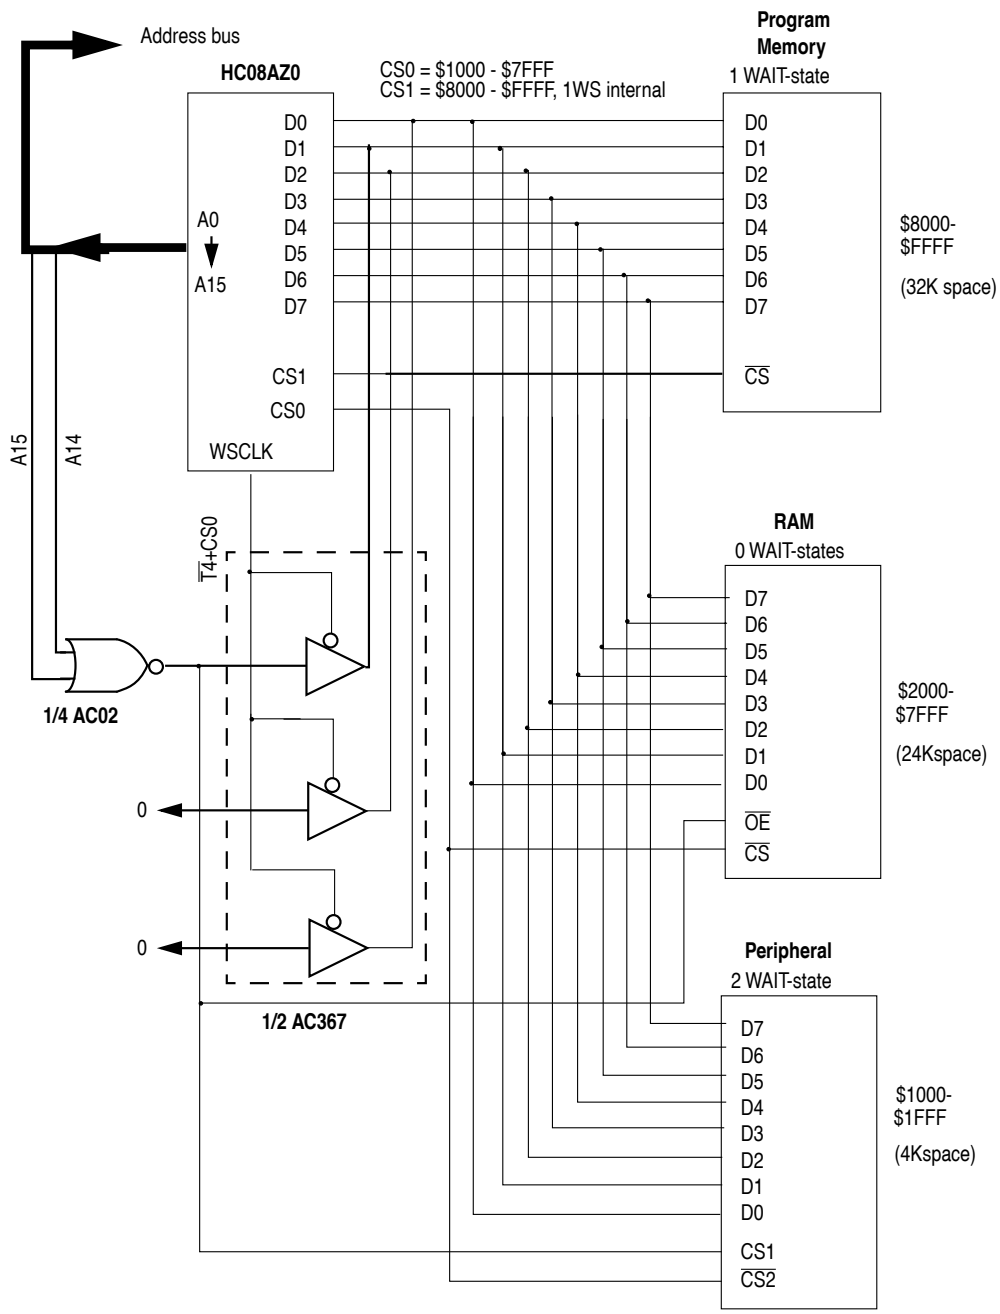 Address bus
HC08AZ0
CS0 = $1000 - $7FFF
CS1 = $8000 - $FFFF, 1WS internal
D0
D1
D2
D3
D4
D5
D6
D7
A0
A15
CS1
CS0
WSCLK
Program
Memory
1 WAIT-state
D0
D1
D2
D3
D4
D5
D6
D7
CS
$8000-
$FFFF
(32K space)
A15
A14
T4+CS0
1/4 AC02
0
0
1/2 AC367
RAM
0 WAIT-states
D7
D6
D5
D4
D3
D2
D1
D0
OE
CS
$2000-
$7FFF
(24Kspace)
Peripheral
2 WAIT-state
D7
D6
D5
D4
D3
D2
D1
D0
CS1
CS2
$1000-
$1FFF
(4Kspace)